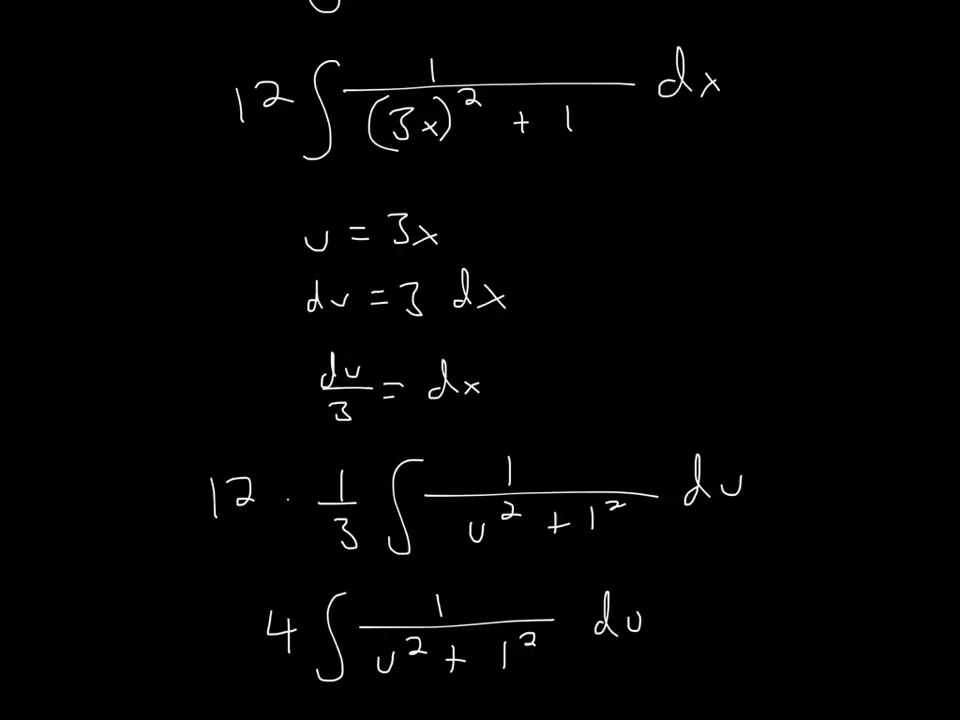 12 ∫ 1/((3x)² + 1) dx
u = 3x
du = 3 dx
du/3 = dx
12 · 1/3 ∫ 1/(u² + 1²) du
4 ∫ 1/(u² + 1²) du